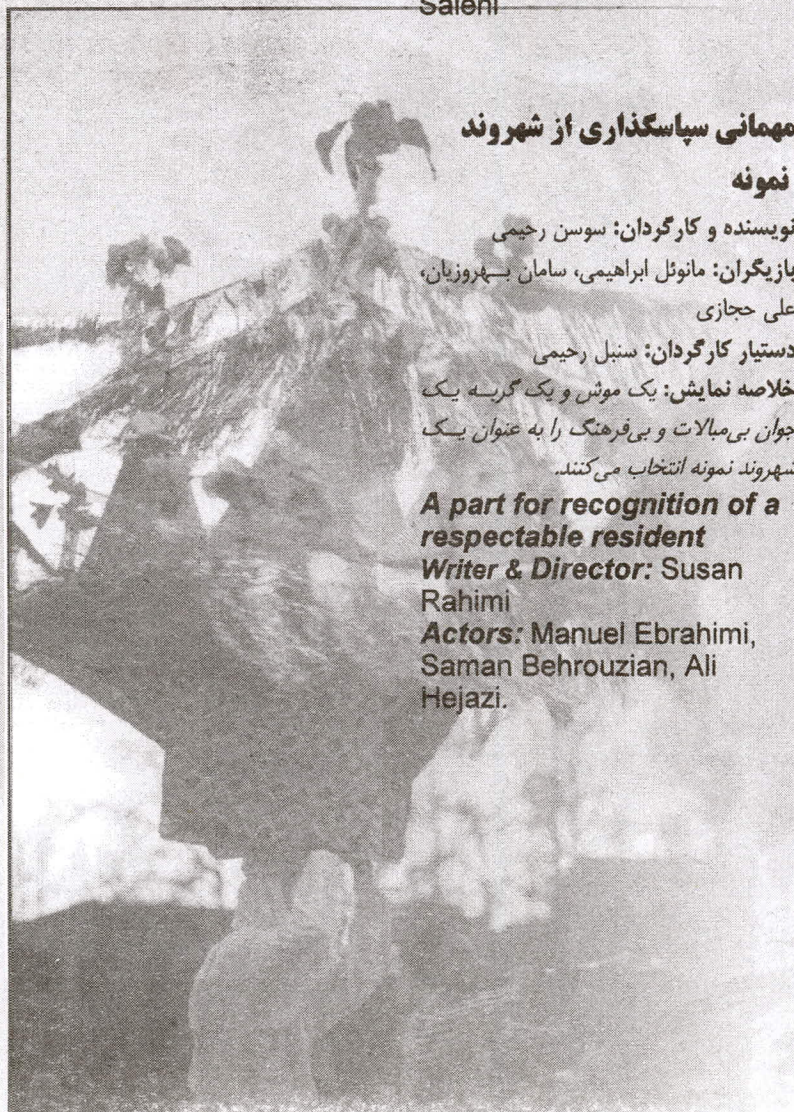 Salehi
مهمانی سپاسگذاری از شهروند
نمونه
نویسنده و کارگردان: سوسن رحیمی
بازیگران: مانوئل ابراهیمی، سامان بهروزیان،
علی حجازی
دستیار کارگردان: سنبل رحیمی
خلاصه نمایش: یک موش و یک گربه یک
جوان بی‌مبالات و بی‌فرهنگ را به عنوان یک
شهروند نمونه انتخاب می‌کنند.
A part for recognition of a
respectable resident
Writer & Director: Susan
Rahimi
Actors: Manuel Ebrahimi,
Saman Behrouzian, Ali
Hejazi.